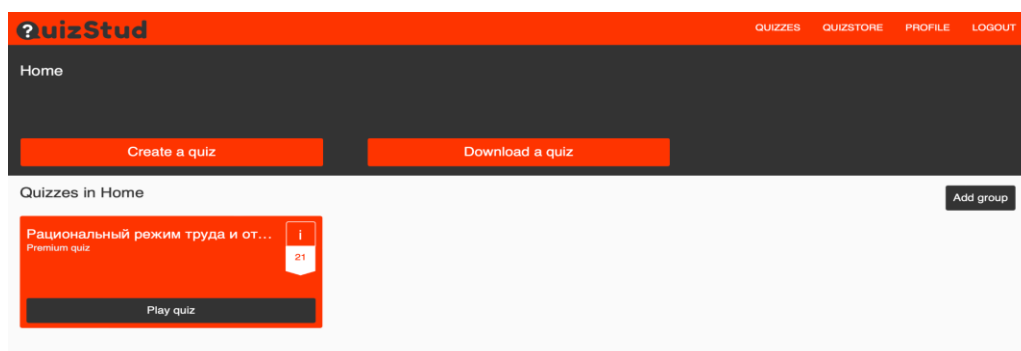 QuizStud
QUIZZES QUIZSTORE PROFILE LOGOUT
Home
Create a quiz
Download a quiz
Quizzes in Home
Add group
Рациональный режим труда и от...
Premium quiz
i
21
Play quiz